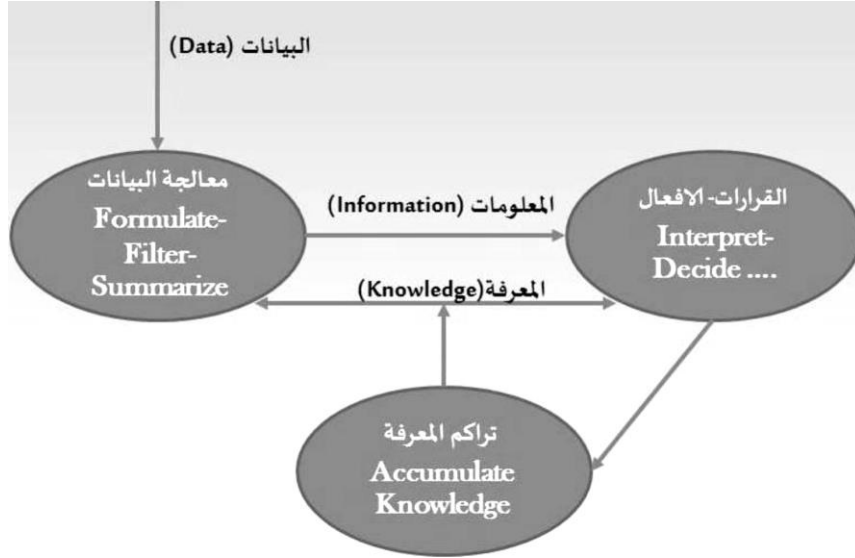 البيانات (Data)
معالجة البيانات
Formulate-
Filter-
Summarize
المعلومات (Information)
القرارات- الافعال
Interpret-
Decide ....
المعرفة(Knowledge)
تراكم المعرفة
Accumulate
Knowledge